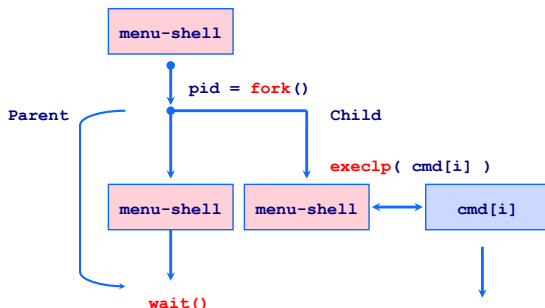 menu-shell
pid = fork()
Parent
Child
execlp( cmd[i] )
menu-shell
menu-shell
cmd[i]
wait()